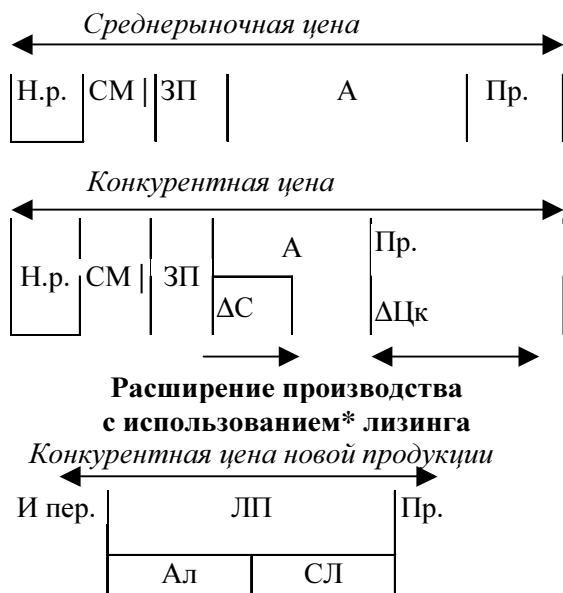 Среднерыночная цена
Н.р. СМ | ЗП А Пр.
Конкурентная цена
А Пр.
Н.р. СМ | ЗП
ΔС ΔЦк
Расширение производства
с использованием* лизинга
Конкурентная цена новой продукции
И пер. ЛП Пр.
Ал СЛ